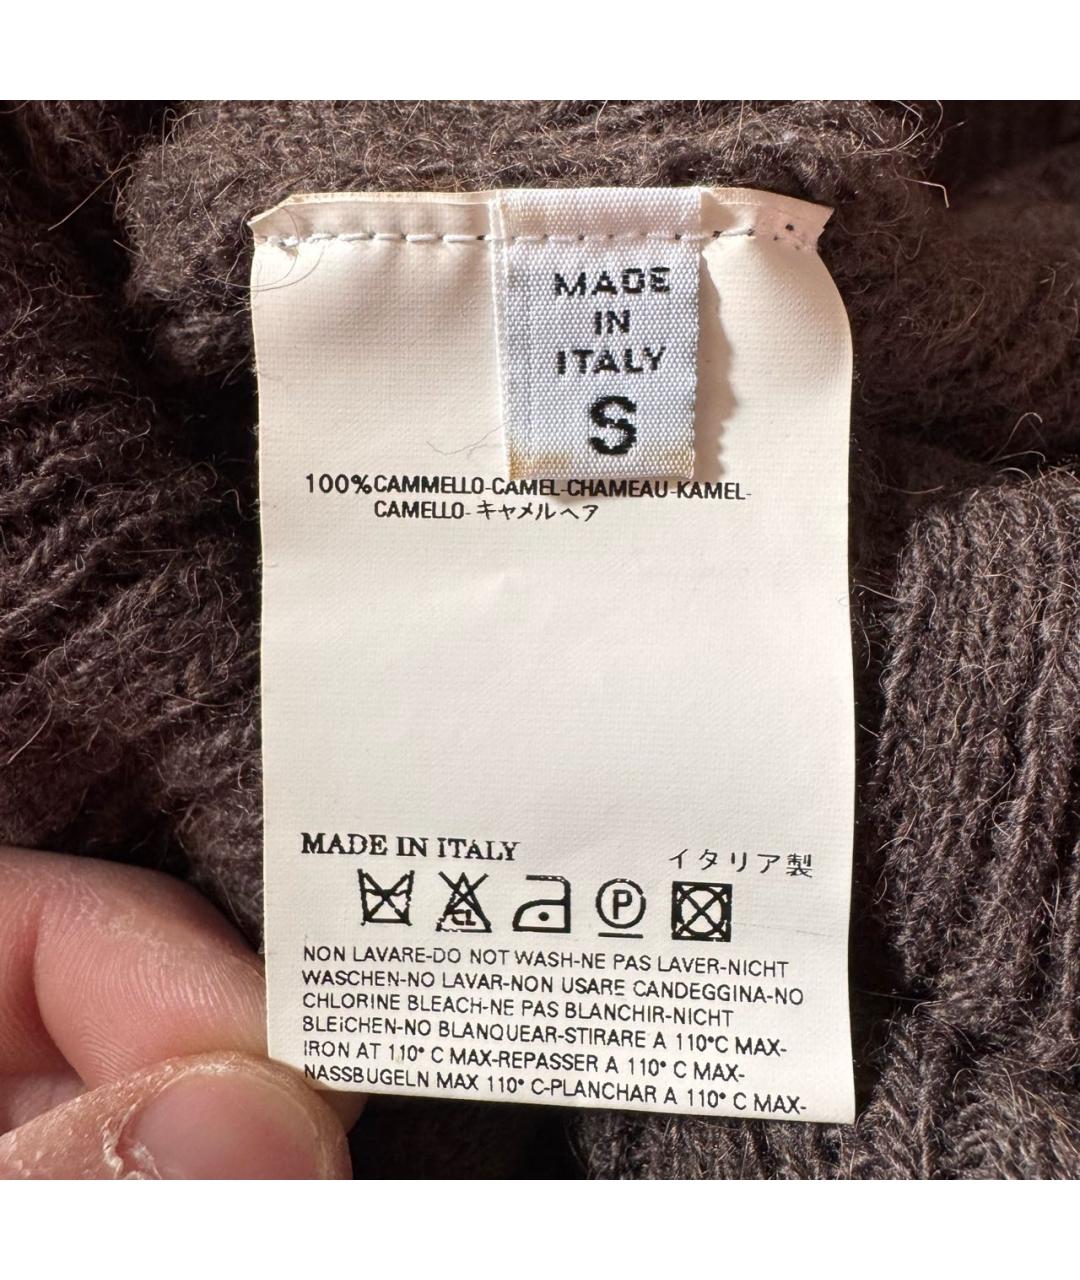 MADE
IN
ITALY
S
100%CAMMELLO-CAMEL-CHAMEAU-KAMEL-
CAMELLO-キャメルヘア
MADE IN ITALY
イタリア製
CL
P
NON LAVARE-DO NOT WASH-NE PAS LAVER-NICHT
WASCHEN-NO LAVAR-NON USARE CANDEGGINA-NO
CHLORINE BLEACH-NE PAS BLANCHIR-NICHT
BLEICHEN-NO BLANQUEAR-STIRARE A 110°C MAX-
IRON AT 110° C MAX-REPASSER A 110° C MAX-
NASSBUGELN MAX 110° C-PLANCHAR A 110° C MAX-